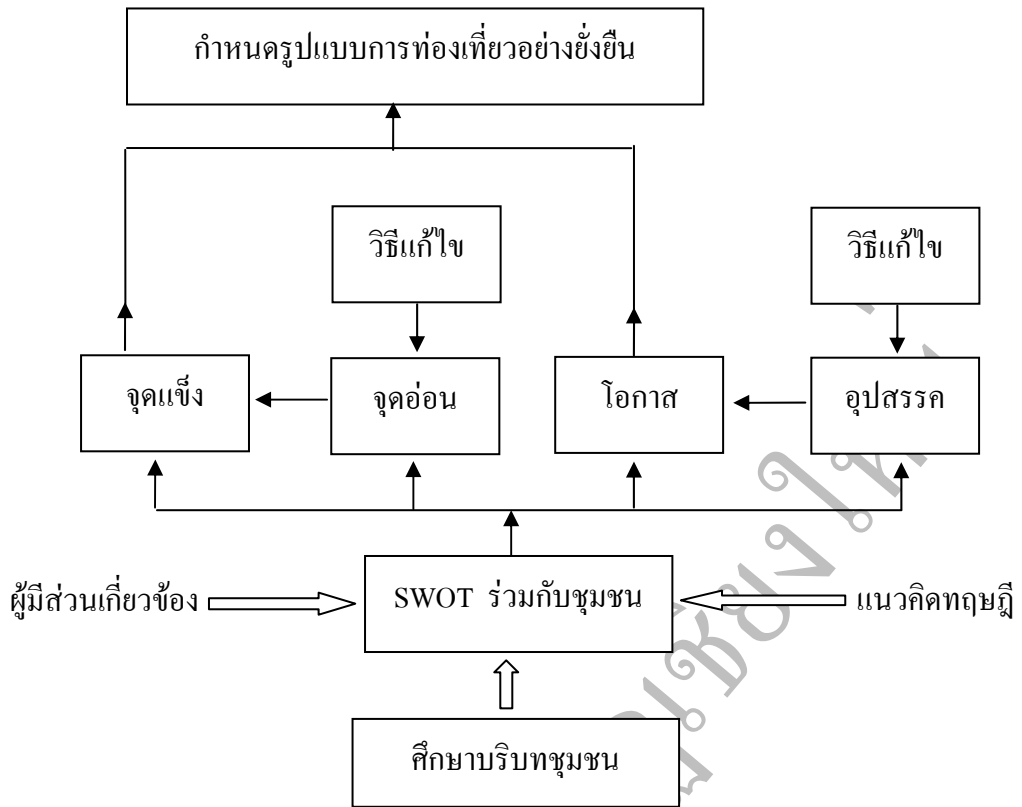 กำหนดรูปแบบการท่องเที่ยวอย่างยั่งยืน
วิธีแก้ไข
วิธีแก้ไข
จุดแข็ง
จุดอ่อน
โอกาส
อุปสรรค
ผู้มีส่วนเกี่ยวข้อง
SWOT ร่วมกับชุมชน
แนวคิดทฤษฎี
ศึกษาบริบทชุมชน